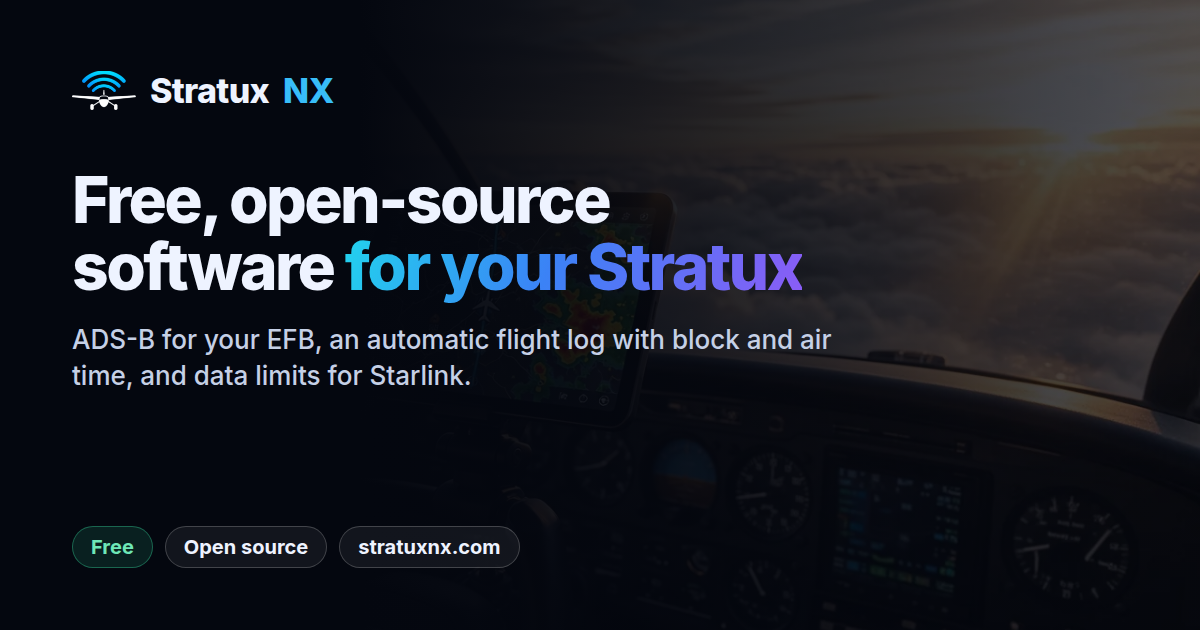 Stratux NX
Free, open-source
software for your Stratux
ADS-B for your EFB, an automatic flight log with block and air
time, and data limits for Starlink.
Free
Open source
stratuxnx.com